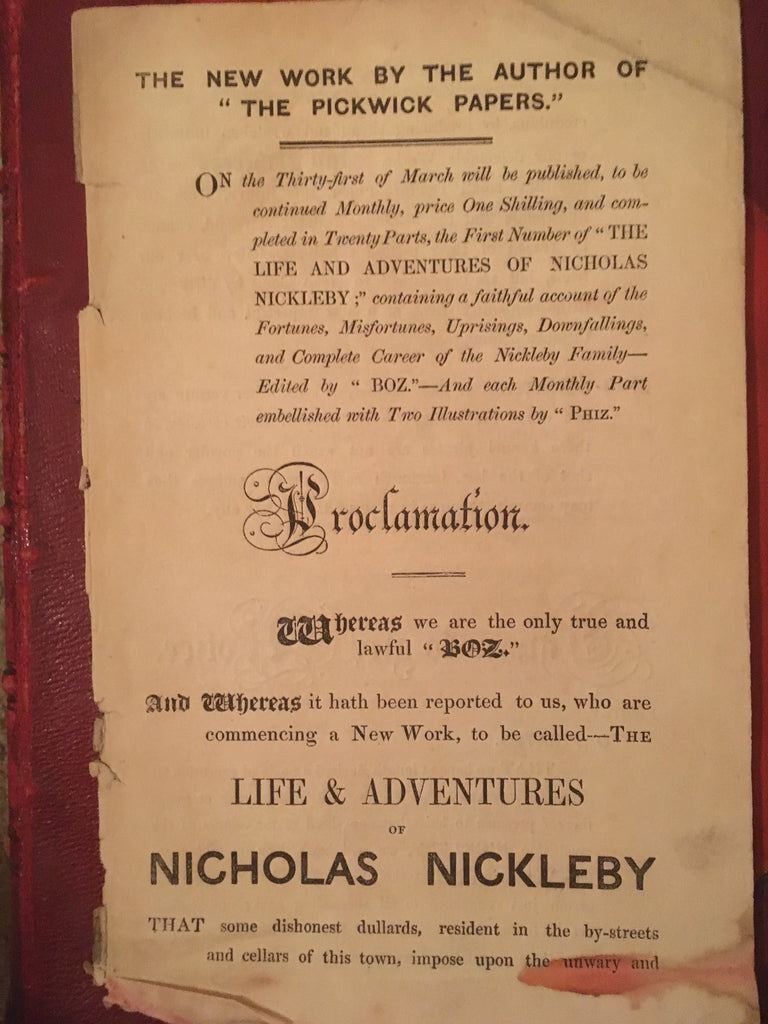 THE NEW WORK BY THE AUTHOR OF
" THE PICKWICK PAPERS."
ON the Thirty-first of March will be published, to be
continued Monthly, price One Shilling, and com-
pleted in Twenty Parts, the First Number of " THE
LIFE AND ADVENTURES OF NICHOLAS
NICKLEBY ;" containing a faithful account of the
Fortunes, Misfortunes, Uprisings, Downfallings,
and Complete Career of the Nickleby Family—
Edited by " BOZ."—And each Monthly Part
embellished with Two Illustrations by " PHIZ."
Proclamation.
Whereas we are the only true and
lawful " BOZ."
And Whereas it hath been reported to us, who are
commencing a New Work, to be called—THE
LIFE & ADVENTURES
OF
NICHOLAS NICKLEBY
THAT some dishonest dullards, resident in the by-streets
and cellars of this town, impose upon the unwary and